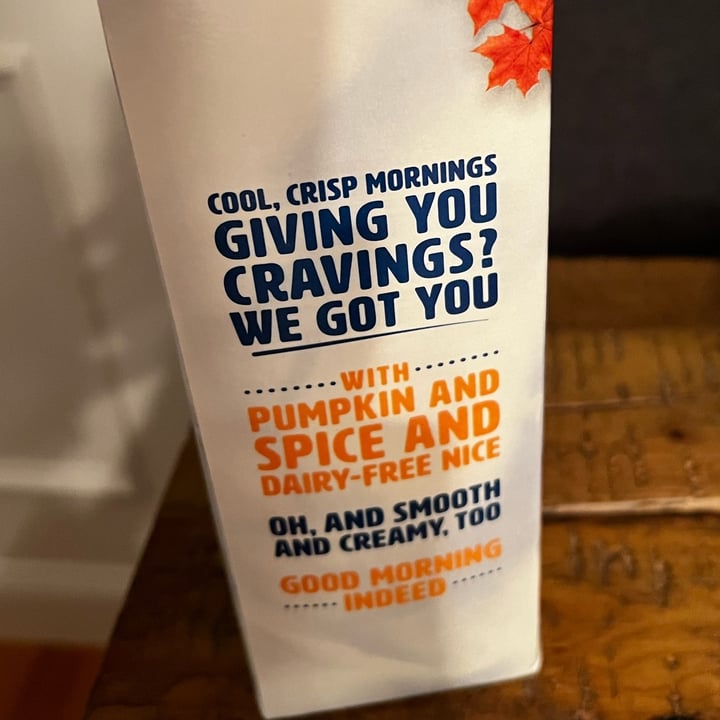 COOL, CRISP MORNINGS
GIVING YOU
CRAVINGS?
WE GOT YOU
WITH
PUMPKIN AND
SPICE AND
DAIRY-FREE NICE
OH, AND SMOOTH
AND CREAMY, TOO
GOOD MORNING
INDEED